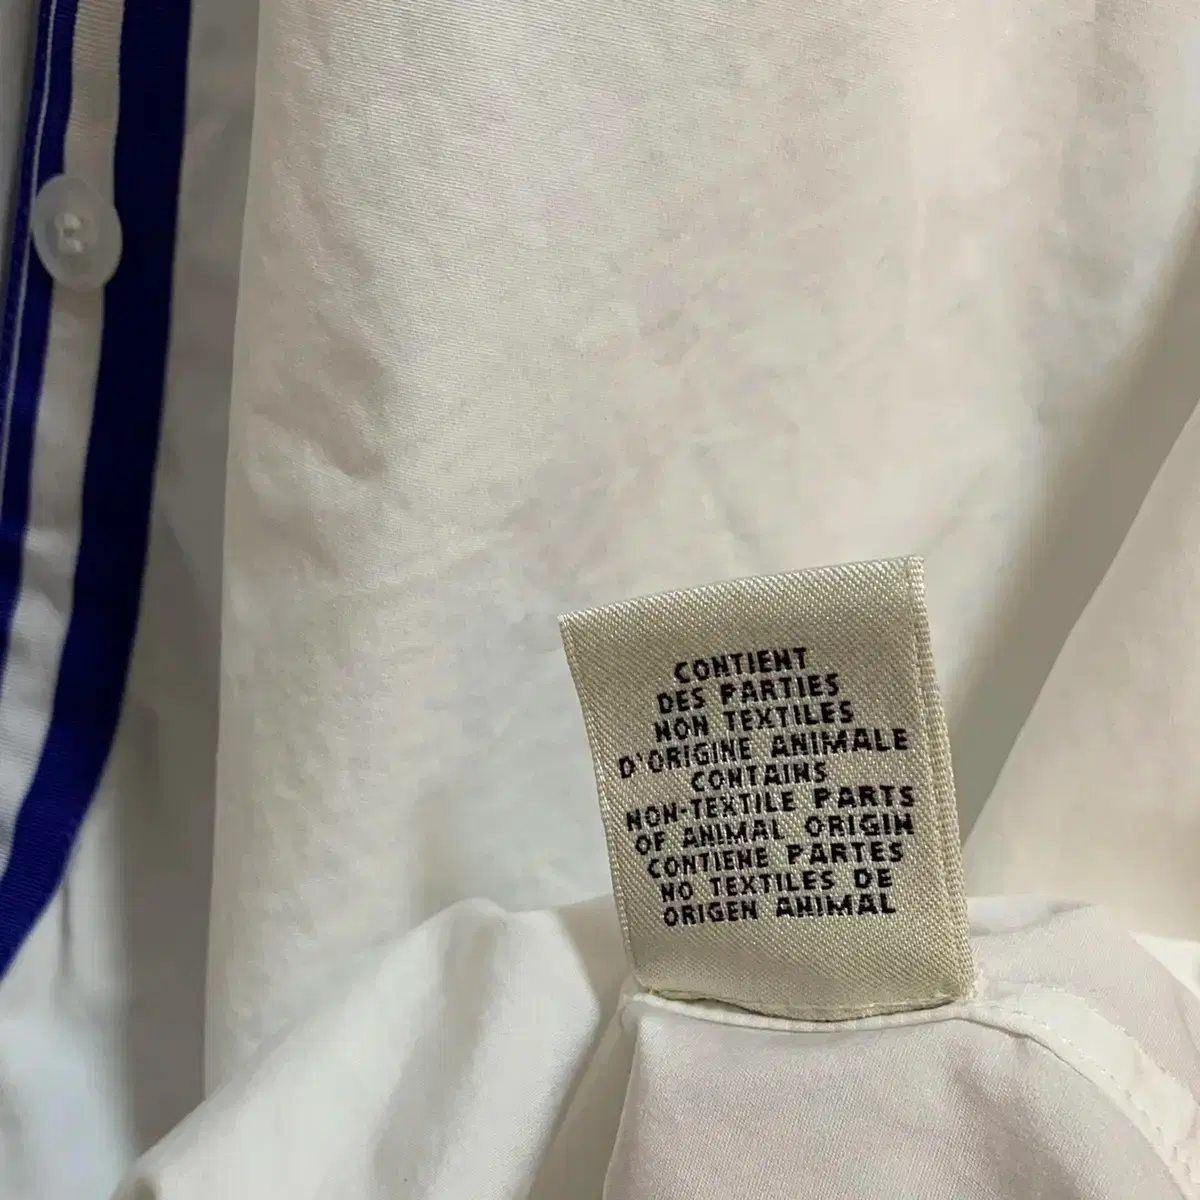 CONTIENT
DES PARTIES
NON TEXTILES
D'ORIGINE ANIMALE
CONTAINS
NON-TEXTILE PARTS
OF ANIMAL ORIGIN
CONTIENE PARTES
NO TEXTILES DE
ORIGEN ANIMAL